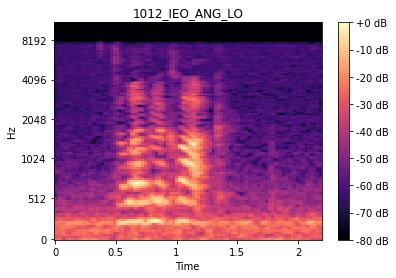 1012_IEO_ANG_LO
8192
4096
2048
1024
512
0
Hz
0
0.5
1
1.5
2
Time
+0 dB
-10 dB
-20 dB
-30 dB
-40 dB
-50 dB
-60 dB
-70 dB
-80 dB